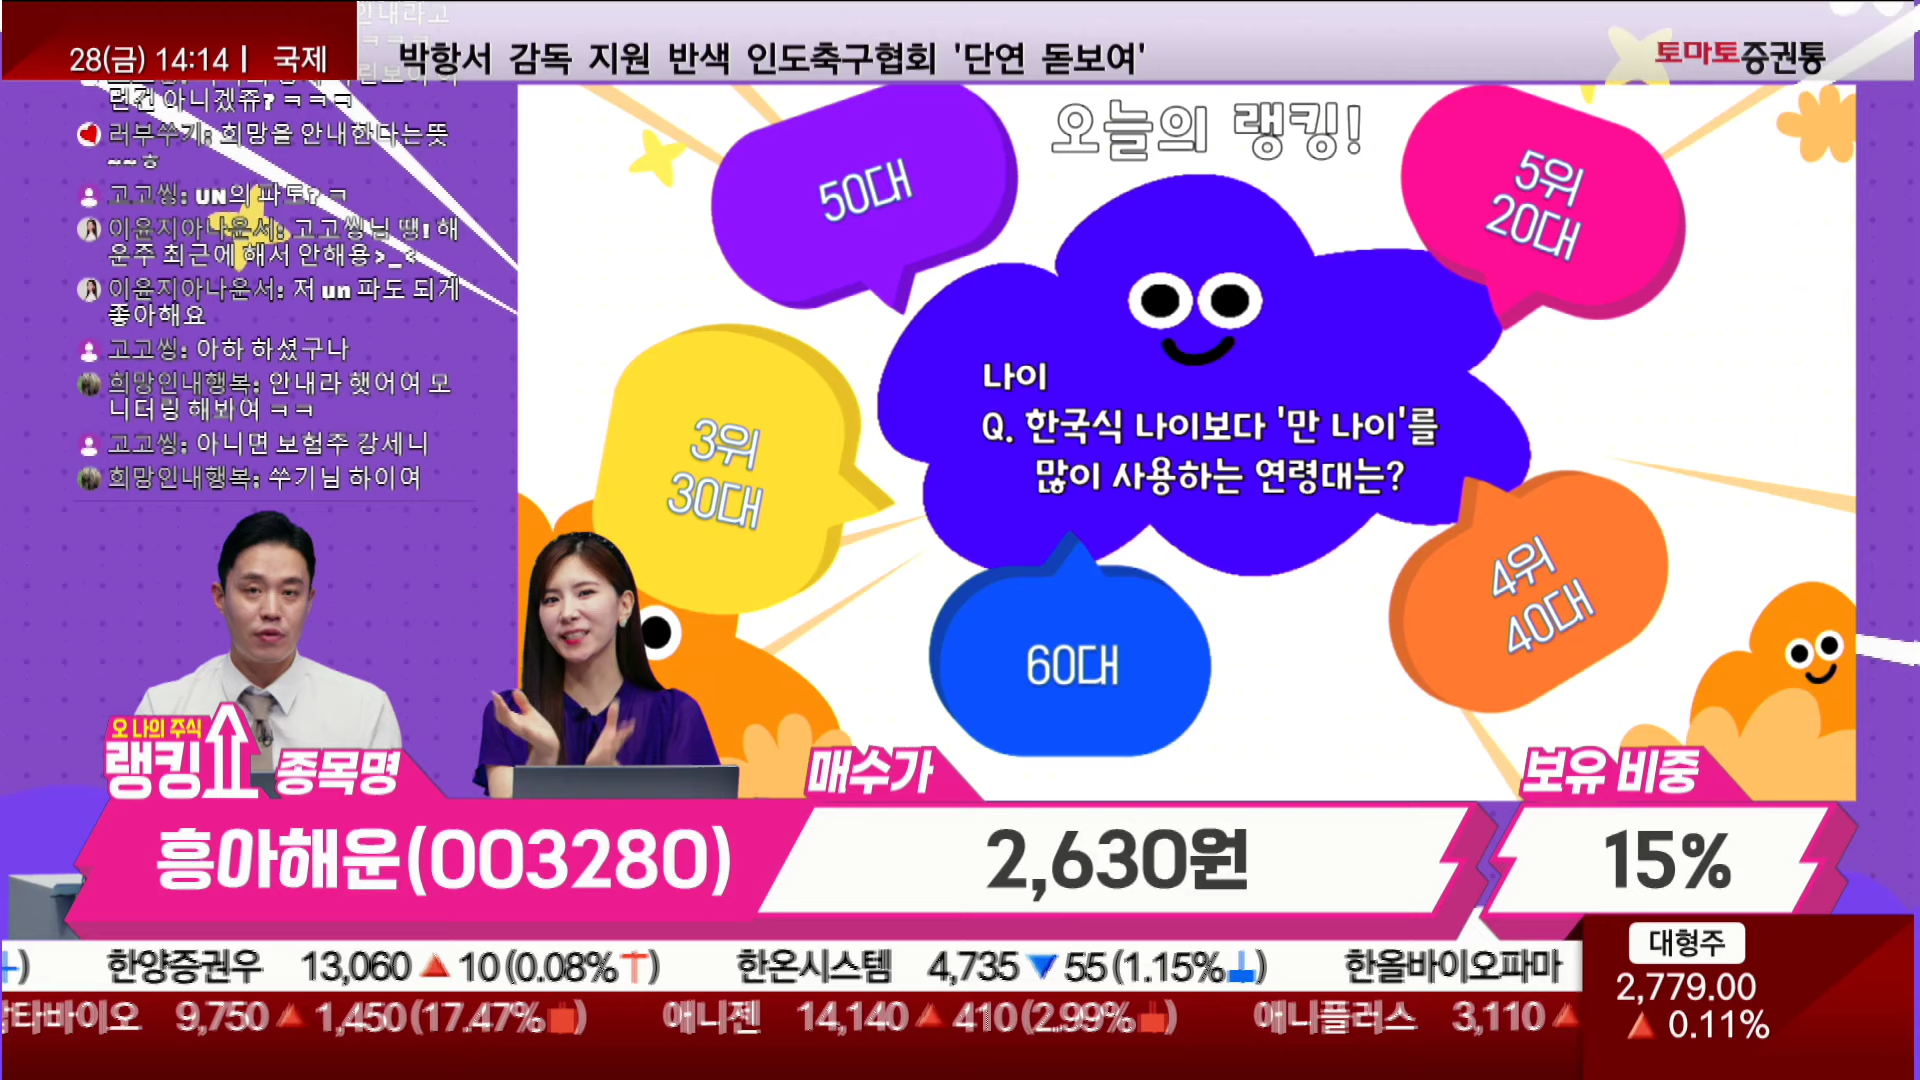 28(금) 14:14 | 국제
박항서 감독 지원 반색 인도축구협회 '단연 돋보여'
토마토증권통
안내라고
련건 아니겠쥬? ㅋㅋㅋ
러부쑤기: 희망을 안내한다는뜻
~~ㅎ
고고씽: UN의 파도? ㅋ
이윤지아나운서: 고고씽님 땡! 해
운주 최근에 해서 안해용>_<
이윤지아나운서: 저 un 파도 되게
좋아해요
고고씽: 아하 하셨구나
희망인내행복: 안내라 했어여 모
니터링 해봐여 ㅋㅋ
고고씽: 아니면 보험주 강세니
희망인내행복: 쑤기님 하이여
오늘의 랭킹!
50대
5위
20대
나이
Q. 한국식 나이보다 '만 나이'를
많이 사용하는 연령대는?
3위
30대
4위
40대
60대
오 나의 주식
랭킹
종목명
매수가
보유 비중
흥아해운(003280)
2,630원
15%
한양증권우 13,060 ▲ 10 (0.08%↑) 한온시스템 4,735 ▼ 55 (1.15%↓) 한올바이오파마
타바이오 9,750 ▲ 1,450 (17.47% ) 애니젠 14,140 ▲ 410 (2.99% ) 애니플러스 3,110 ▲
대형주
2,779.00
▲ 0.11%